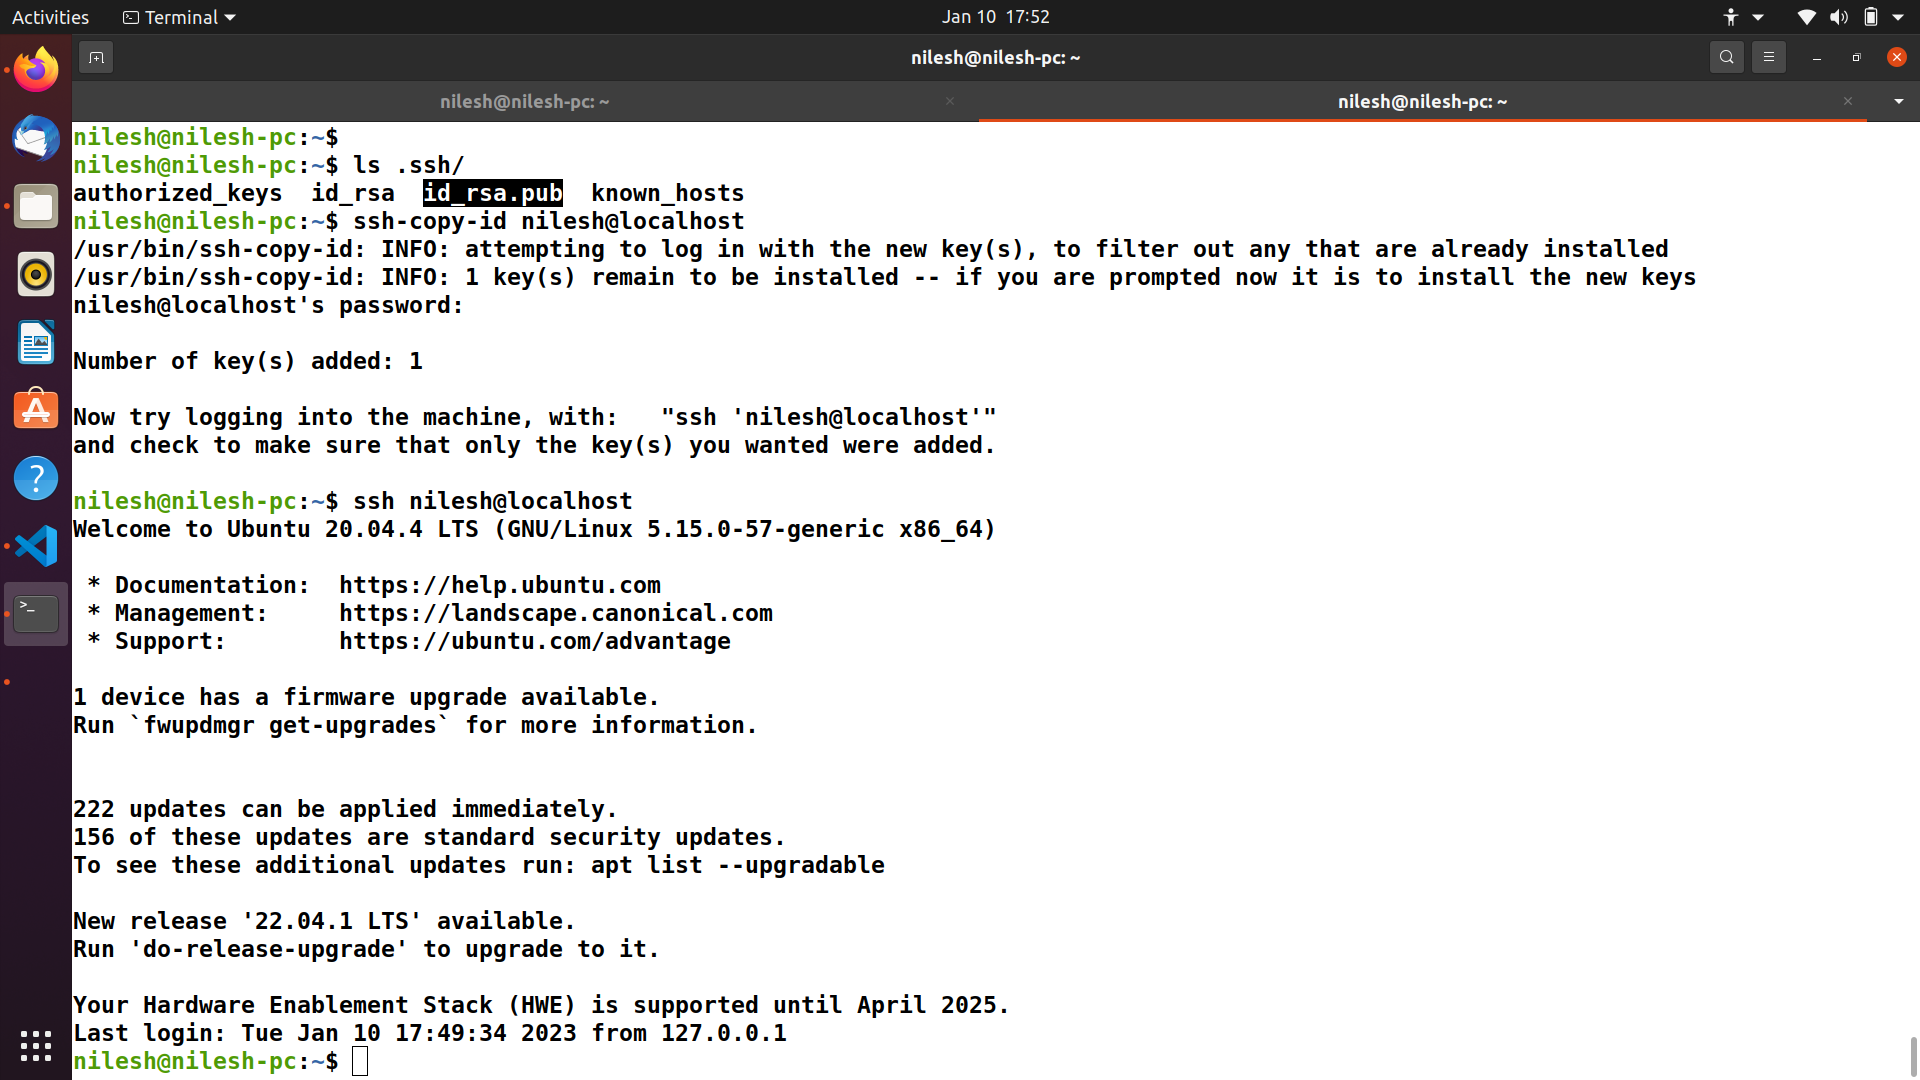 Activities Terminal Jan 10 17:52
nilesh@nilesh-pc: ~
nilesh@nilesh-pc: ~ nilesh@nilesh-pc: ~
nilesh@nilesh-pc:~$
nilesh@nilesh-pc:~$ ls .ssh/
authorized_keys  id_rsa  id_rsa.pub  known_hosts
nilesh@nilesh-pc:~$ ssh-copy-id nilesh@localhost
/usr/bin/ssh-copy-id: INFO: attempting to log in with the new key(s), to filter out any that are already installed
/usr/bin/ssh-copy-id: INFO: 1 key(s) remain to be installed -- if you are prompted now it is to install the new keys
nilesh@localhost's password:
Number of key(s) added: 1
Now try logging into the machine, with:   "ssh 'nilesh@localhost'"
and check to make sure that only the key(s) you wanted were added.
nilesh@nilesh-pc:~$ ssh nilesh@localhost
Welcome to Ubuntu 20.04.4 LTS (GNU/Linux 5.15.0-57-generic x86_64)
 * Documentation:  https://help.ubuntu.com
 * Management:     https://landscape.canonical.com
 * Support:        https://ubuntu.com/advantage
1 device has a firmware upgrade available.
Run `fwupdmgr get-upgrades` for more information.
222 updates can be applied immediately.
156 of these updates are standard security updates.
To see these additional updates run: apt list --upgradable
New release '22.04.1 LTS' available.
Run 'do-release-upgrade' to upgrade to it.
Your Hardware Enablement Stack (HWE) is supported until April 2025.
Last login: Tue Jan 10 17:49:34 2023 from 127.0.0.1
nilesh@nilesh-pc:~$